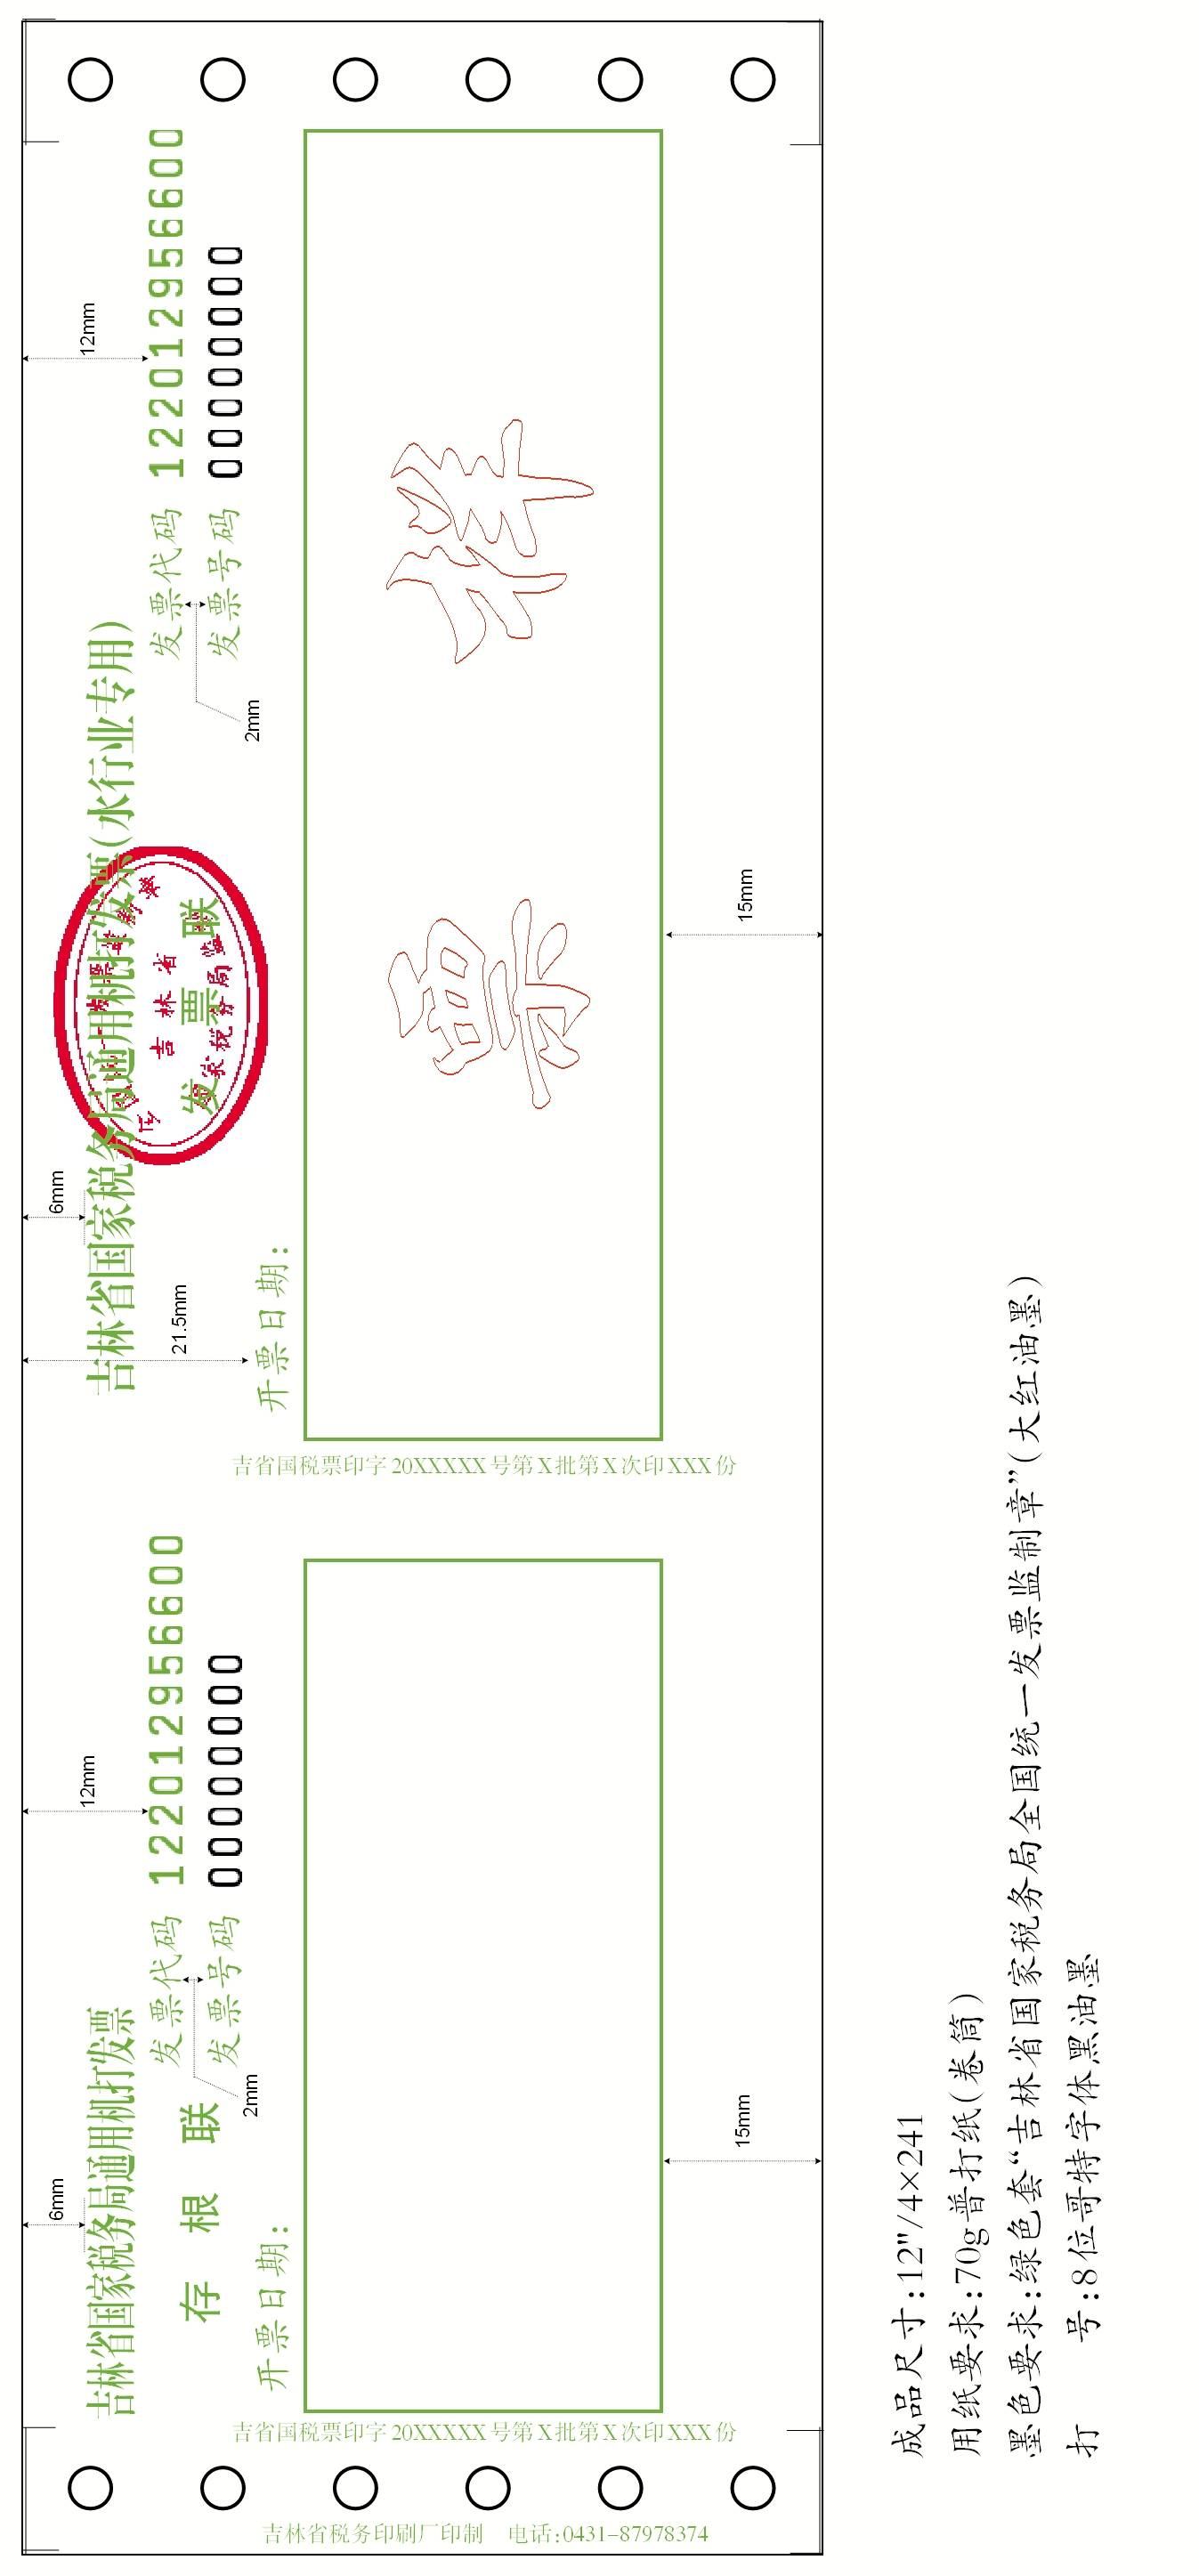 吉林省国家税务局通用机打发票
12mm
6mm
发票代码 122012956600
发票号码 00000000
2mm
存根联
开票日期:
15mm
吉省国税票印字20XXXXX号第X批第X次印XXX份
吉林省税务印刷厂印制 电话:0431-87978374
吉林省国家税务局通用机打发票(水行业专用)
12mm
6mm
21.5mm
发票代码 122012956600
发票号码 00000000
2mm
吉林省
国家税务局监
发票联
开票日期:
票样
15mm
吉省国税票印字20XXXXX号第X批第X次印XXX份
成品尺寸:12"/4×241
用纸要求:70g普打纸(卷筒)
墨色要求:绿色套“吉林省国家税务局全国统一发票监制章”(大红油墨)
打 号:8位哥特字体黑油墨